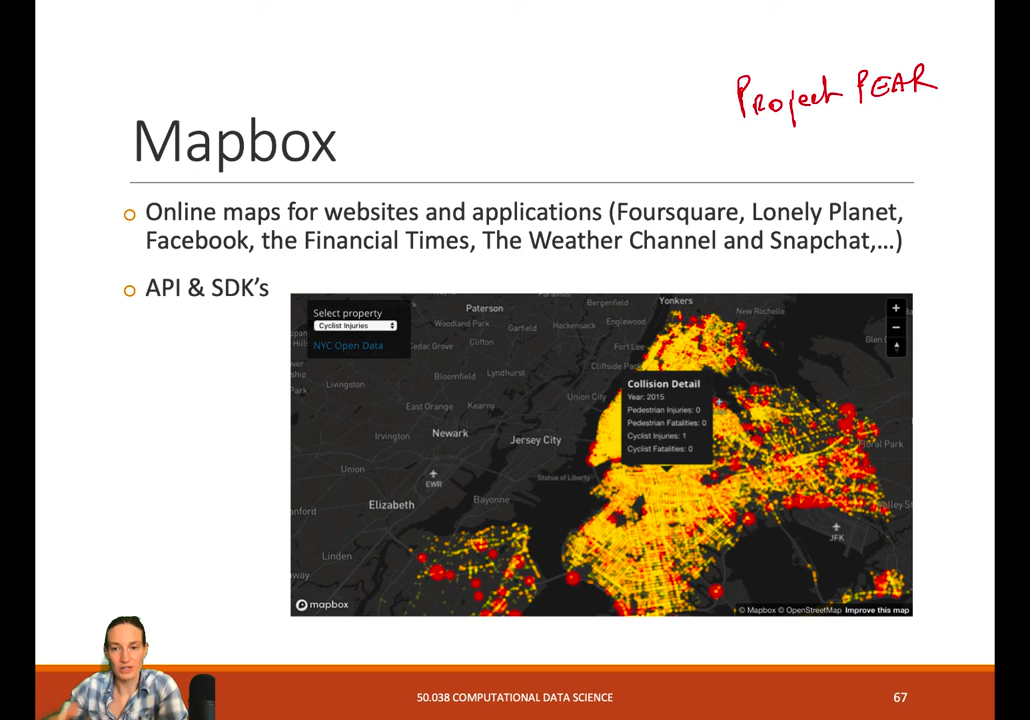 Project PEAR
Mapbox
Online maps for websites and applications (Foursquare, Lonely Planet,
Facebook, the Financial Times, The Weather Channel and Snapchat,…)
API & SDK's
Select property
Cyclist Injuries
NYC Open Data
Paterson
Bergenfield
Yonkers
New Rochelle
Woodland Park
Garfield
Hackensack
Englewood
Cedar Grove
Clifton
Fort Lee
Livingston
Bloomfield
Lyndhurst
Cliffside
Union City
East Orange
Kearny
Irvington
Newark
Jersey City
Union
EWR
Statue of Liberty
Elizabeth
Bayonne
Linden
Floral Park
JFK
Collision Detail
Year: 2015
Pedestrian Injuries: 0
Pedestrian Fatalities: 0
Cyclist Injuries: 1
Cyclist Fatalities: 0
mapbox
© Mapbox © OpenStreetMap Improve this map
50.038 COMPUTATIONAL DATA SCIENCE
67